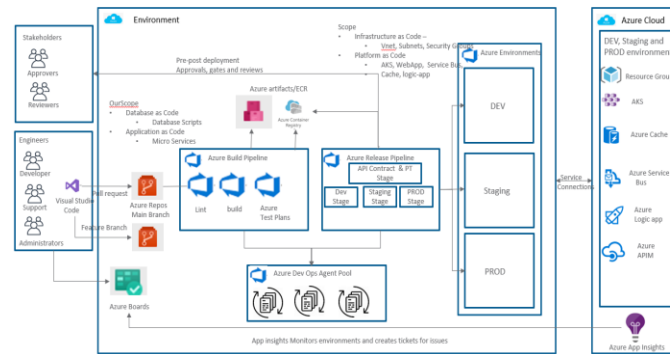 Environment
Azure Cloud
Stakeholders
Approvers
Reviewers
Pre-post deployment
Approvals, gates and reviews
Scope
• Infrastructure as Code –
• Vnet, Subnets, Security Groups
• Platform as Code
• AKS, WebApp, Service Bus,
• Cache, logic-app
Azure Environments
DEV
Staging
PROD
DEV, Staging and
PROD environment
Resource Grou
AKS
Azure Cache
Azure Service
Bus
Azure
Logic app
Azure
APIM
Azure App Insights
Service
Connections
OurScope
• Database as Code
• Database Scripts
• Application as Code
• Micro Services
Azure artifacts/ECR
Azure Container
Registry
Engineers
Developer
Support
Administrators
Visual Studio
Code
Pull request
Azure Repos
Main Branch
Feature Branch
Azure Boards
Azure Build Pipeline
Lint
build
Azure
Test Plans
Azure Release Pipeline
API Contract & PT
Stage
Dev
Stage
Staging
Stage
PROD
Stage
Azure Dev Ops Agent Pool
App Insights Monitors environments and creates tickets for issues